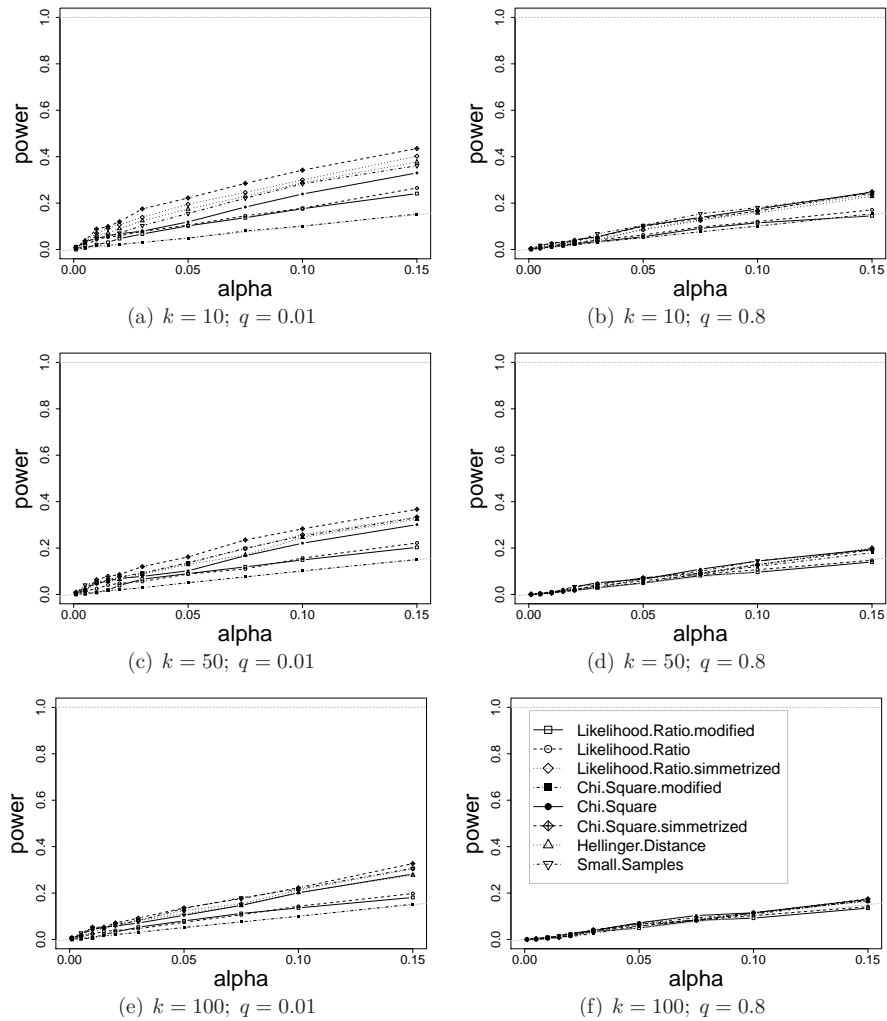 1.0
0.8
0.6
0.4
0.2
0.0
power
0.00 0.05 0.10 0.15
alpha
(a) k = 10; q = 0.01
1.0
0.8
0.6
0.4
0.2
0.0
power
0.00 0.05 0.10 0.15
alpha
(b) k = 10; q = 0.8
1.0
0.8
0.6
0.4
0.2
0.0
power
0.00 0.05 0.10 0.15
alpha
(c) k = 50; q = 0.01
1.0
0.8
0.6
0.4
0.2
0.0
power
0.00 0.05 0.10 0.15
alpha
(d) k = 50; q = 0.8
1.0
0.8
0.6
0.4
0.2
0.0
power
0.00 0.05 0.10 0.15
alpha
(e) k = 100; q = 0.01
1.0
0.8
0.6
0.4
0.2
0.0
power
Likelihood.Ratio.modified
Likelihood.Ratio
Likelihood.Ratio.simmetrized
Chi.Square.modified
Chi.Square
Chi.Square.simmetrized
Hellinger.Distance
Small.Samples
0.00 0.05 0.10 0.15
alpha
(f) k = 100; q = 0.8